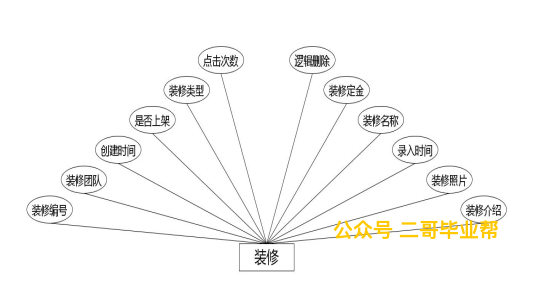 点击次数 逻辑删除
装修类型 装修定金
是否上架 装修名称
创建时间 录入时间
装修团队 装修照片
装修编号 装修介绍
公众号 二哥毕业帮
装修